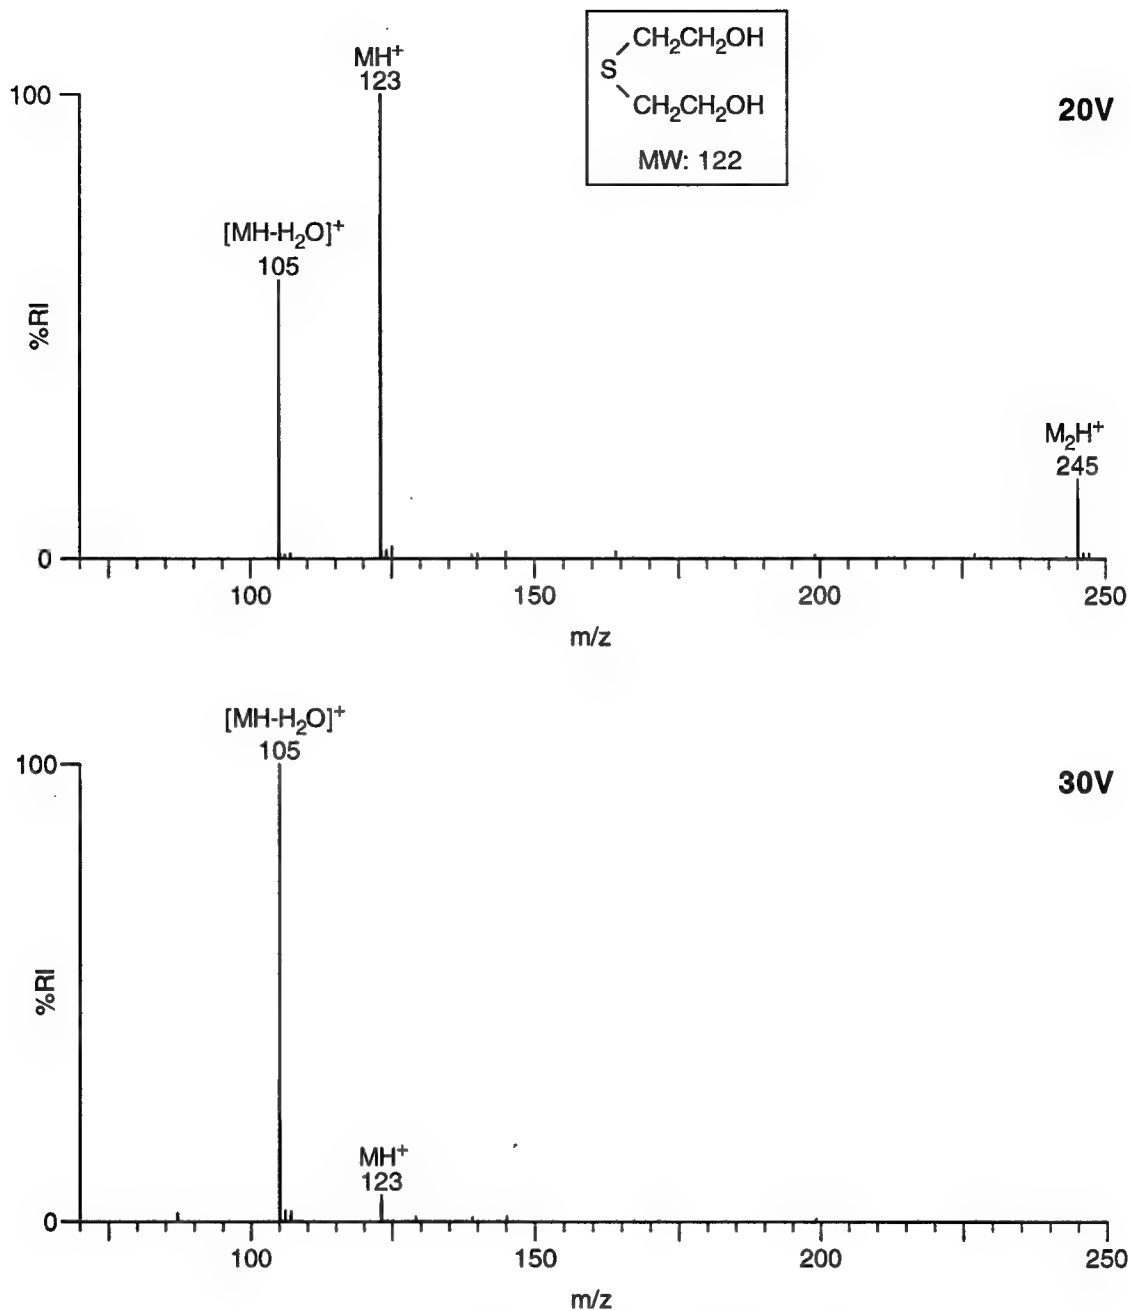 MH⁺
123
100
[MH-H₂O]⁺
105
%RI
0
CH₂CH₂OH
S
CH₂CH₂OH
MW: 122
20V
M₂H⁺
245
100 150 200 250
m/z
[MH-H₂O]⁺
105
100
30V
%RI
MH⁺
123
0
100 150 200 250
m/z